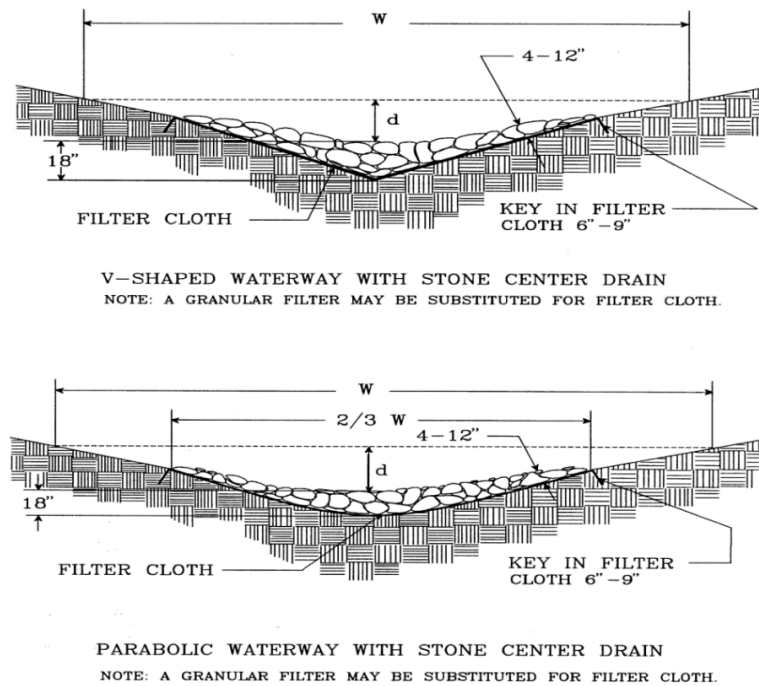 W
4-12"
d
18"
FILTER CLOTH
KEY IN FILTER
CLOTH 6"-9"
V-SHAPED WATERWAY WITH STONE CENTER DRAIN
NOTE: A GRANULAR FILTER MAY BE SUBSTITUTED FOR FILTER CLOTH.
W
2/3 W
4-12"
d
18"
FILTER CLOTH
KEY IN FILTER
CLOTH 6"-9"
PARABOLIC WATERWAY WITH STONE CENTER DRAIN
NOTE: A GRANULAR FILTER MAY BE SUBSTITUTED FOR FILTER CLOTH.